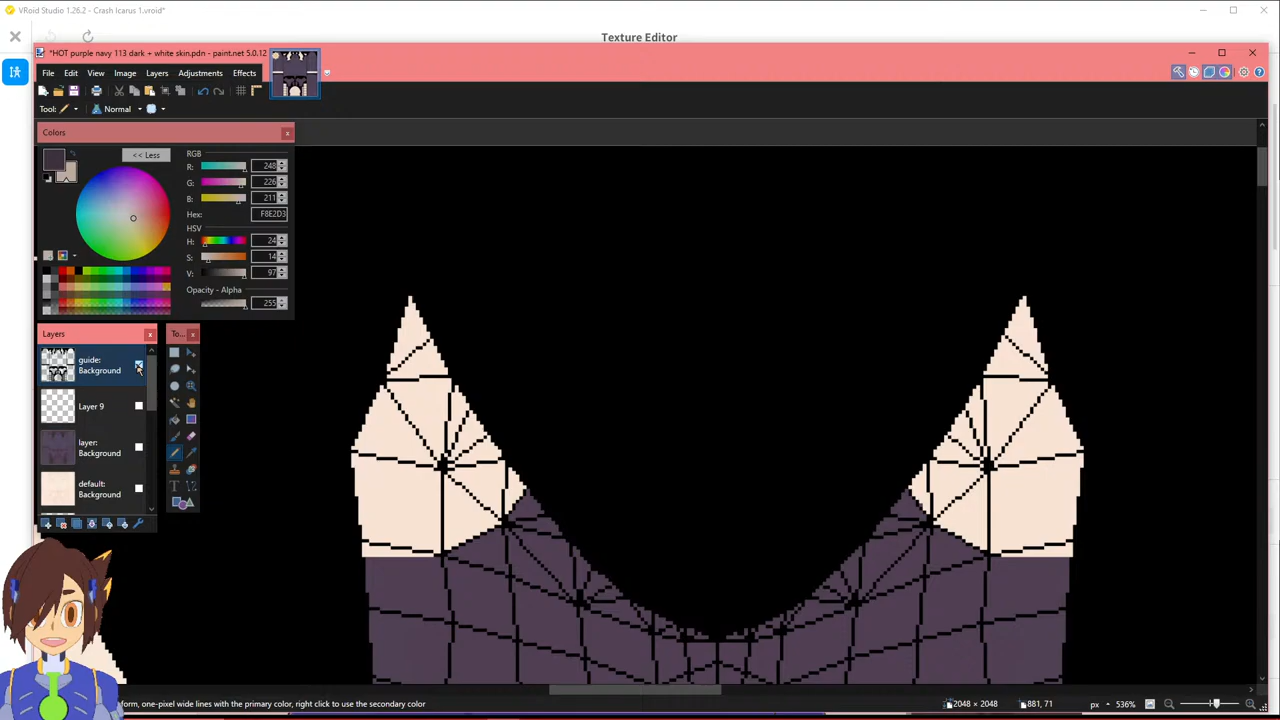 VRoid Studio 1.26.2 - Crash Icarus 1.vroid*
Texture Editor
*HOT purple navy 113 dark + white skin.pdn - paint.net 5.0.12
File Edit View Image Layers Adjustments Effects
Tool: Normal
Colors
<< Less
RGB
R: 248
G: 226
B: 211
Hex: F8E2D3
HSV
H: 24
S: 14
V: 97
Opacity - Alpha
255
Layers
To...
guide:
Background
Layer 9
layer:
Background
default:
Background
form, one-pixel wide lines with the primary color, right click to use the secondary color
2048 × 2048
881, 71
px
536%